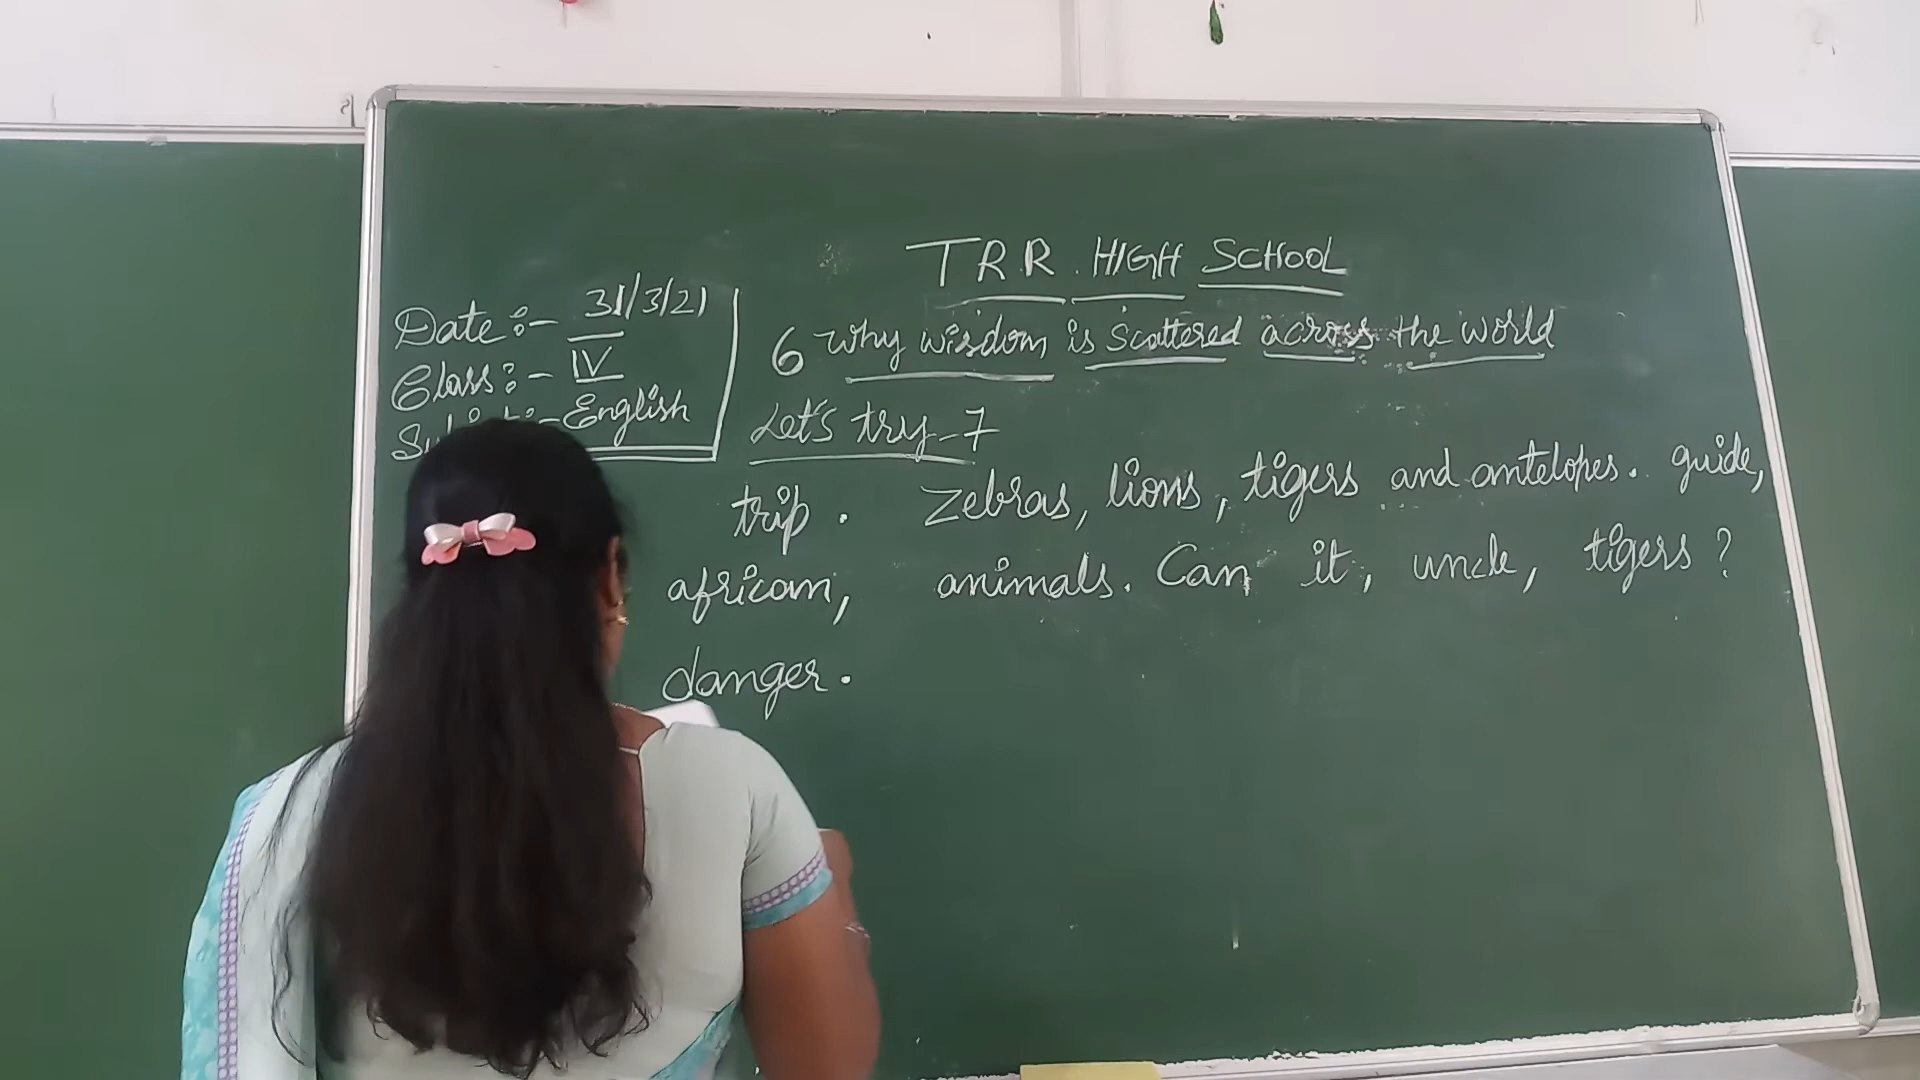 TRR HIGH SCHOOL
Date:- 31/3/21
Class:- IV
English
6 Why wisdom is scattered across the world
Let's try-7
trip. Zebras, lions, tigers and antelopes. guide,
african, animals. Can it, uncle, tigers?
danger.